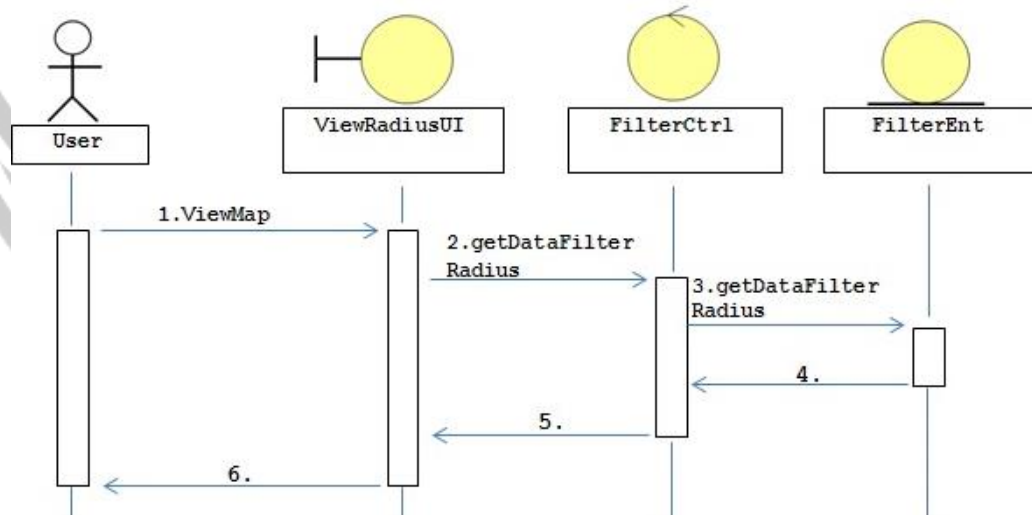 User
ViewRadiusUI
FilterCtrl
FilterEnt
1.ViewMap
2.getDataFilter
Radius
3.getDataFilter
Radius
4.
5.
6.